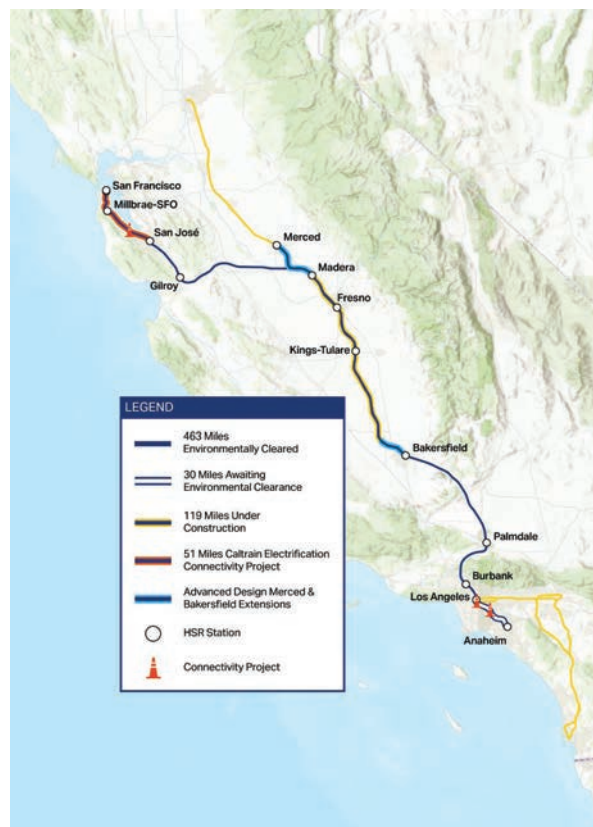 San Francisco
Millbrae-SFO
San José
Merced
Madera
Gilroy
Fresno
Kings-Tulare
LEGEND
463 Miles
Environmentally Cleared
30 Miles Awaiting
Environmental Clearance
119 Miles Under
Construction
51 Miles Caltrain Electrification
Connectivity Project
Advanced Design Merced &
Bakersfield Extensions
HSR Station
Connectivity Project
Bakersfield
Palmdale
Burbank
Los Angeles
Anaheim